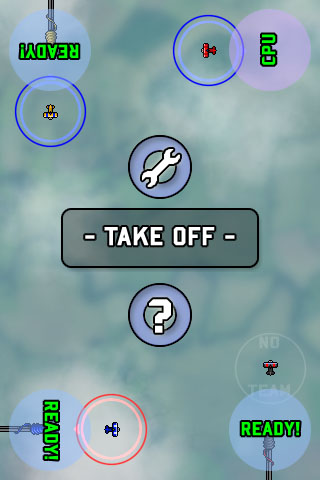 READY!
CPU
- TAKE OFF -
?
NO
TEAM
READY!
READY!